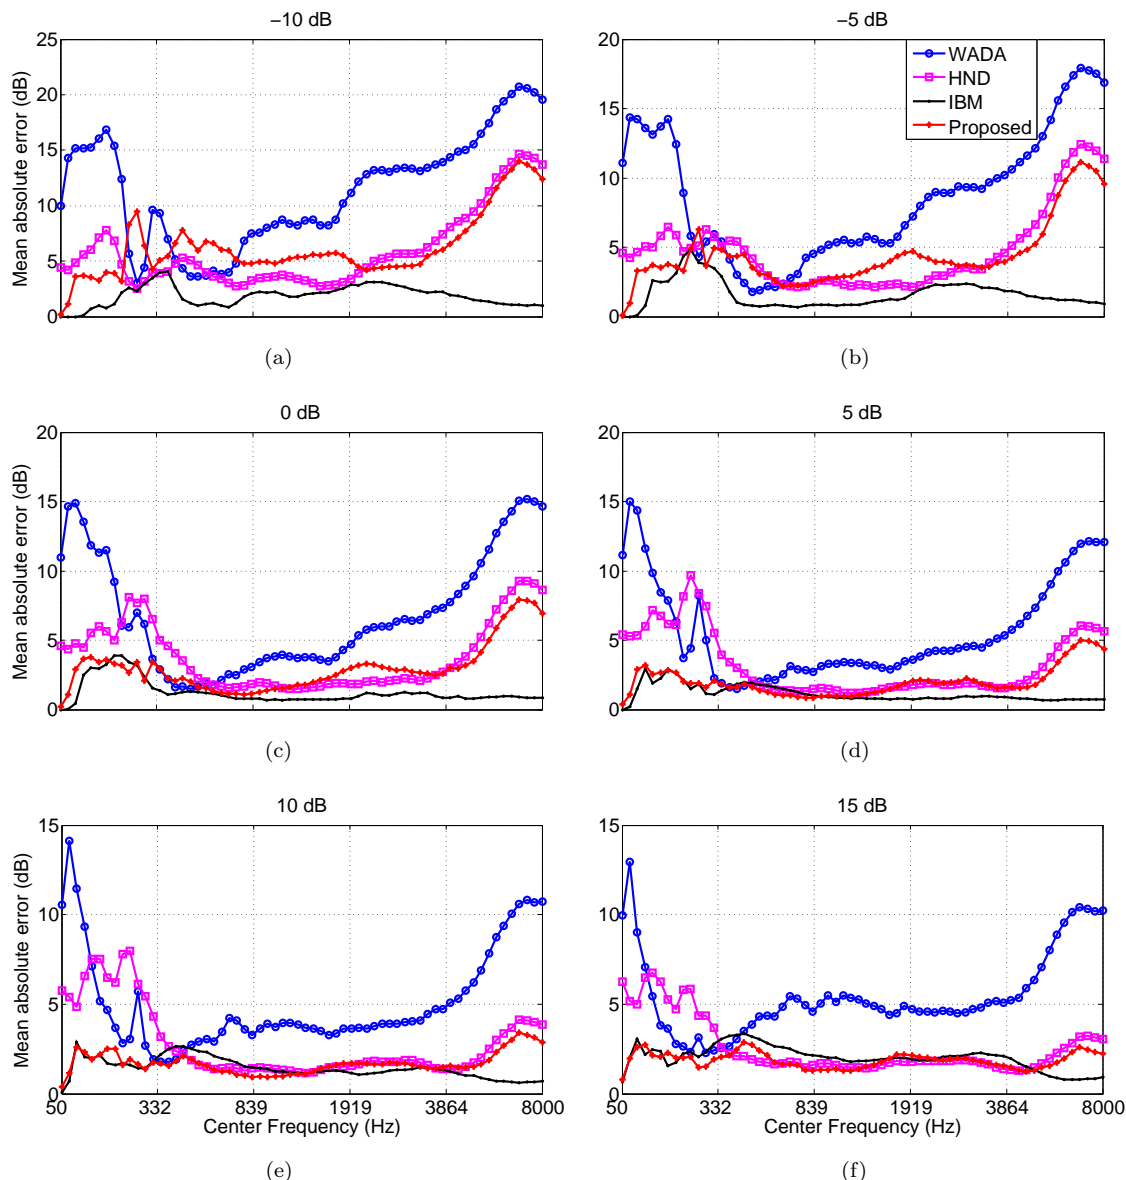 −10 dB
−5 dB
Mean absolute error (dB)
25
20
15
10
5
0
20
15
10
5
0
WADA
HND
IBM
Proposed
(a)
(b)
0 dB
5 dB
Mean absolute error (dB)
20
15
10
5
0
20
15
10
5
0
(c)
(d)
10 dB
15 dB
Mean absolute error (dB)
15
10
5
0
15
10
5
0
50 332 839 1919 3864 8000
50 332 839 1919 3864 8000
Center Frequency (Hz)
Center Frequency (Hz)
(e)
(f)